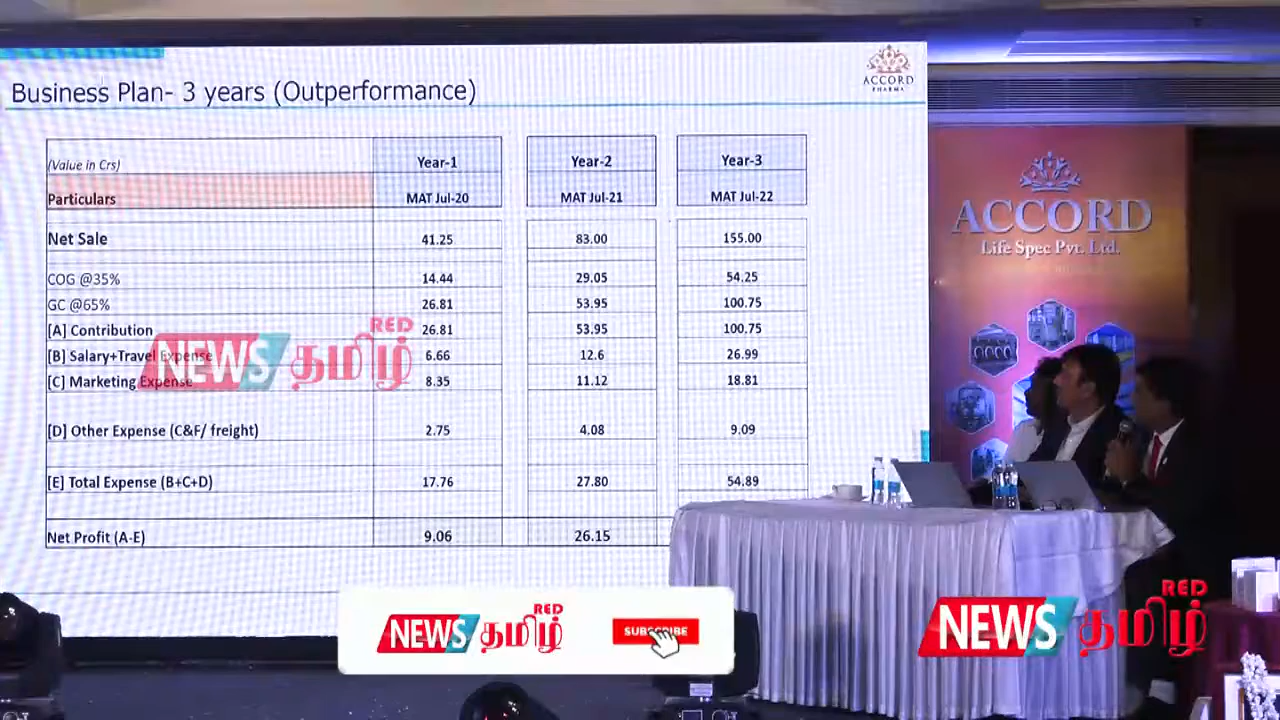 Business Plan- 3 years (Outperformance)
ACCORD
PHARMA
(Value in Crs) Year-1 Year-2 Year-3
Particulars MAT Jul-20 MAT Jul-21 MAT Jul-22
Net Sale 41.25 83.00 155.00
COG @35% 14.44 29.05 54.25
GC @65% 26.81 53.95 100.75
[A] Contribution 26.81 53.95 100.75
[B] Salary+Travel Expense 6.66 12.6 26.99
[C] Marketing Expense 8.35 11.12 18.81
[D] Other Expense (C&F/ freight) 2.75 4.08 9.09
[E] Total Expense (B+C+D) 17.76 27.80 54.89
Net Profit (A-E) 9.06 26.15
NEWS தமிழ் RED
ACCORD
Life Spec Pvt. Ltd.
NEWS தமிழ் RED
SUBSCRIBE
NEWS தமிழ் RED